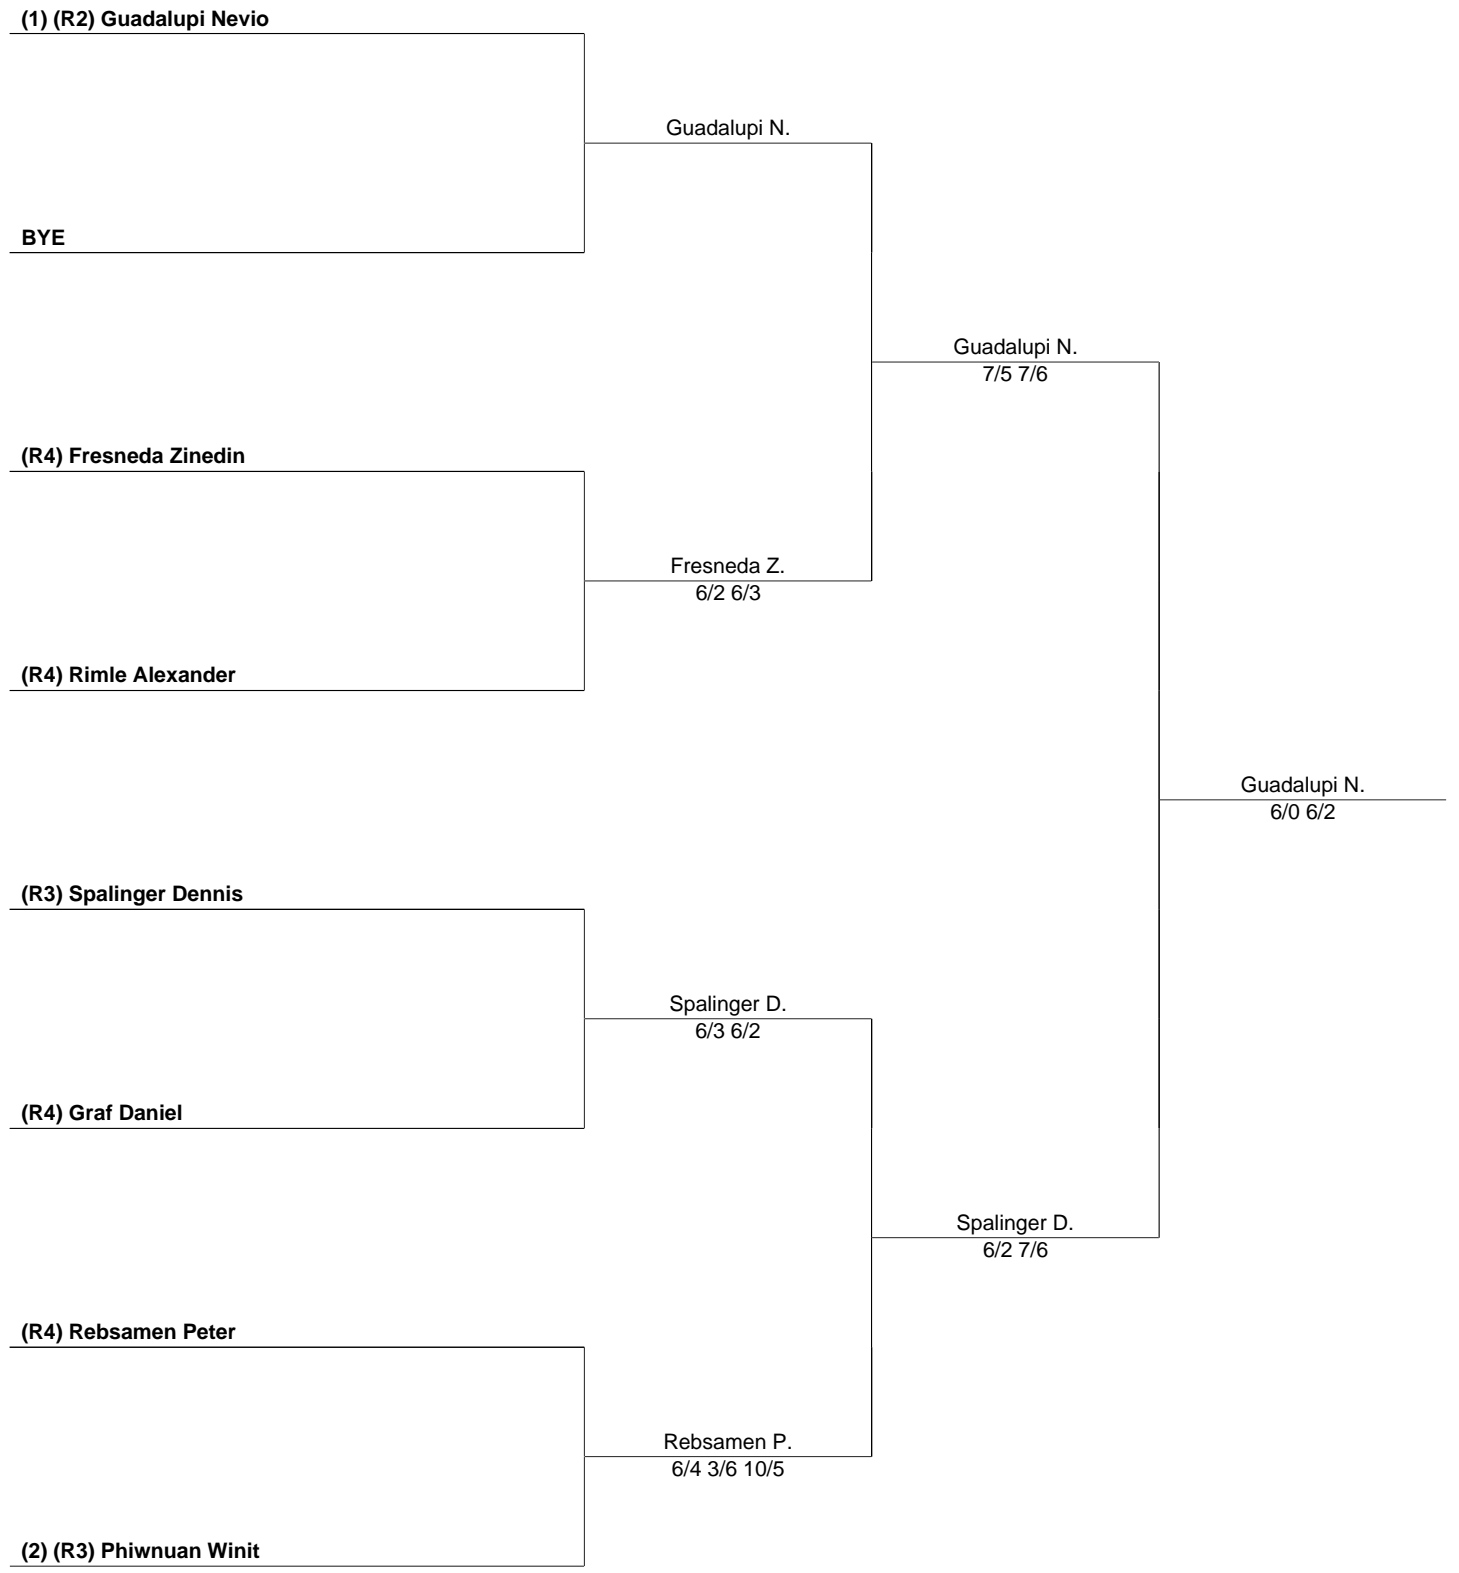 (1) (R2) Guadalupi Nevio
Guadalupi N.
BYE
Guadalupi N.
7/5 7/6
(R4) Fresneda Zinedin
Fresneda Z.
6/2 6/3
(R4) Rimle Alexander
Guadalupi N.
6/0 6/2
(R3) Spalinger Dennis
Spalinger D.
6/3 6/2
(R4) Graf Daniel
Spalinger D.
6/2 7/6
(R4) Rebsamen Peter
Rebsamen P.
6/4 3/6 10/5
(2) (R3) Phiwnuan Winit